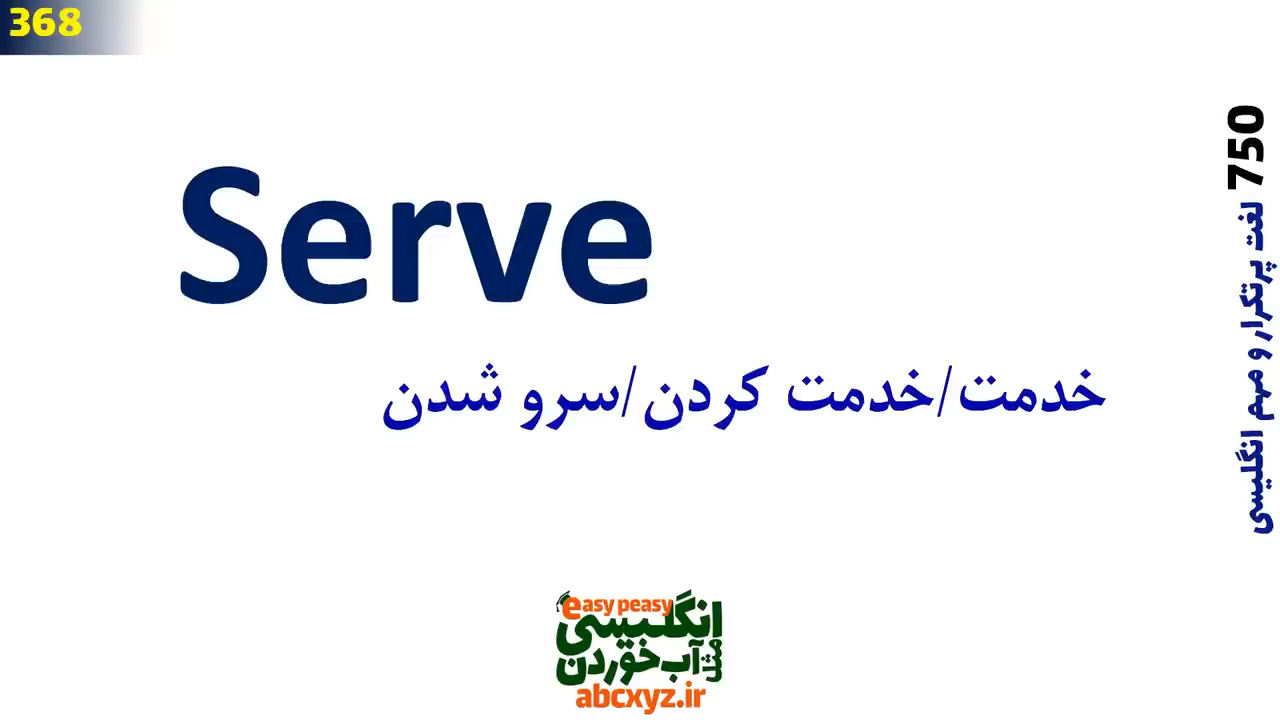 368
Serve
خدمت/خدمت کردن/سرو شدن
750 لغت پرتکرار و مهم انگلیسی
easy peasy
انگلیسی
مثل آب خوردن
abcxyz.ir